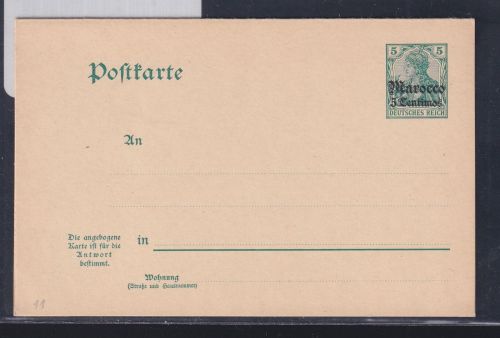 5 5
Postkarte
Marocco
5 Centimos
DEUTSCHES REICH
An
Die angebogene
Karte ist für die
Antwort
bestimmt.
in
Wohnung
(Straße und Hausnummer)
11